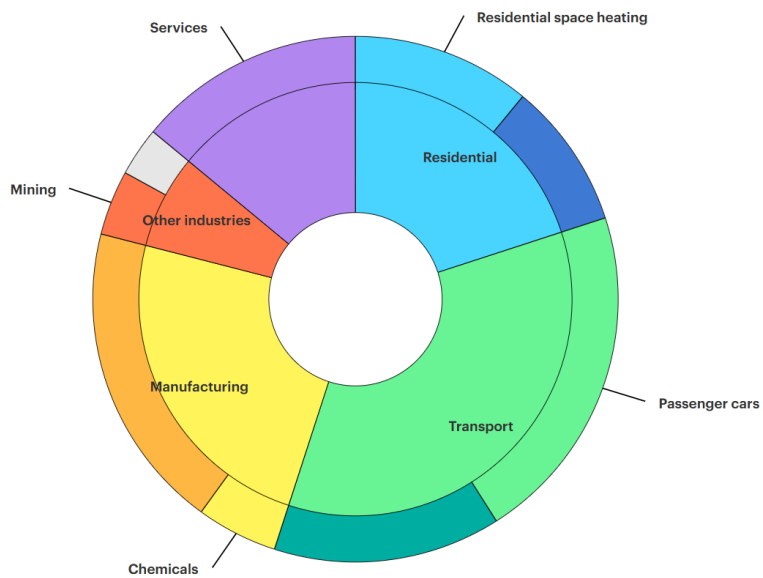 Residential space heating
Services
Residential
Mining
Other industries
Manufacturing
Passenger cars
Transport
Chemicals